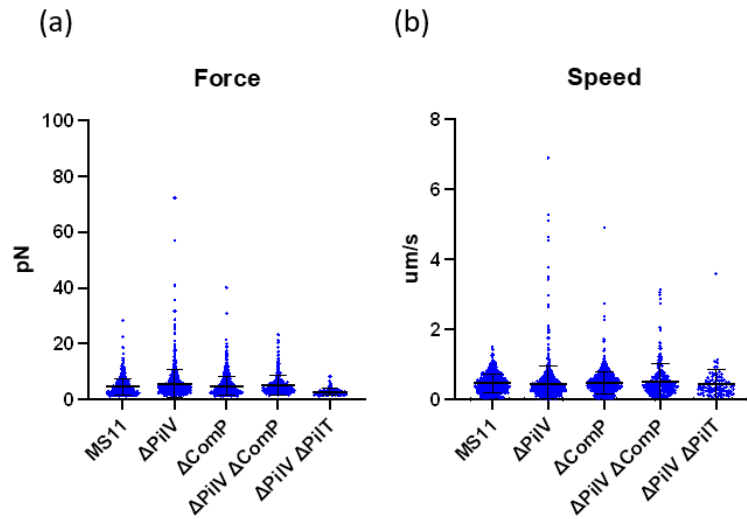 (a)
Force
100
80
60
40
20
0
pN
MS11
ΔPilV
ΔComP
ΔPilV ΔComP
ΔPilV ΔPilT
(b)
Speed
8
6
4
2
0
um/s
MS11
ΔPilV
ΔComP
ΔPilV ΔComP
ΔPilV ΔPilT